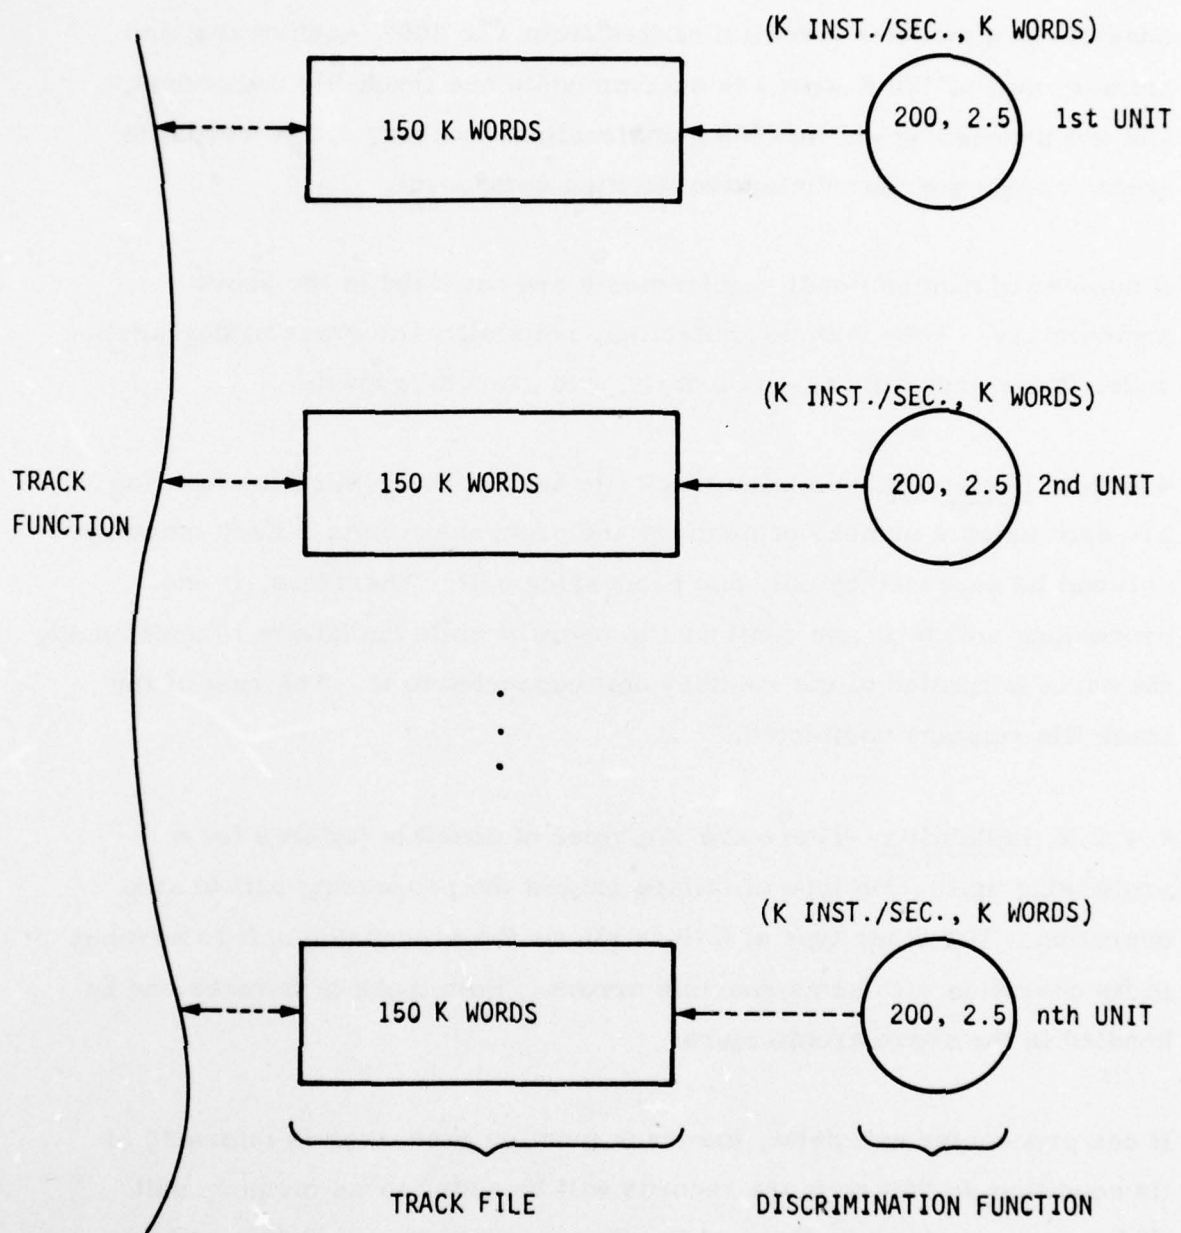 (K INST./SEC., K WORDS)
150 K WORDS
200, 2.5
1st UNIT
(K INST./SEC., K WORDS)
TRACK
FUNCTION
150 K WORDS
200, 2.5
2nd UNIT
(K INST./SEC., K WORDS)
150 K WORDS
200, 2.5
nth UNIT
TRACK FILE
DISCRIMINATION FUNCTION